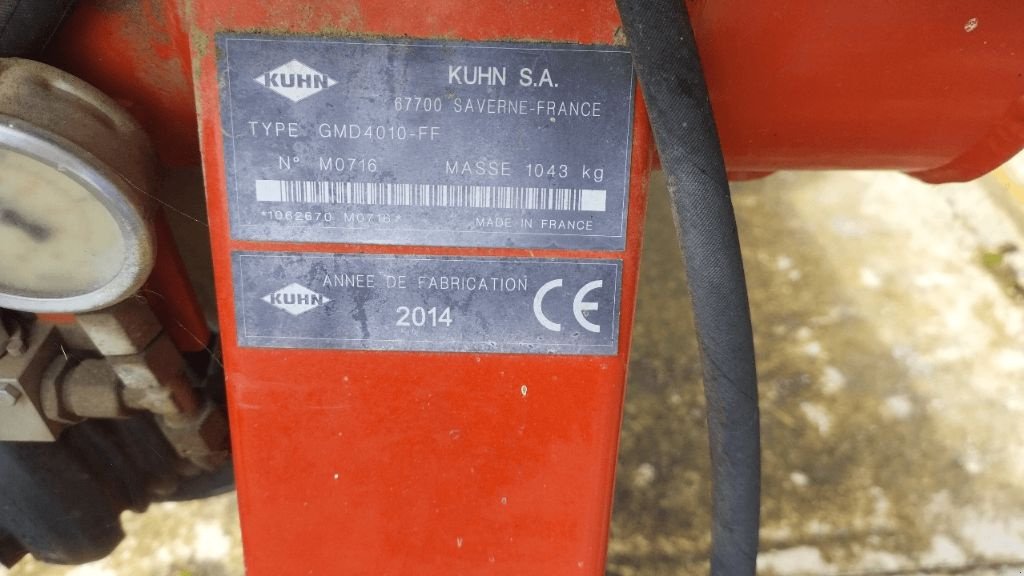 KUHN
KUHN S.A.
67700 SAVERNE-FRANCE
TYPE GMD4010-FF
N° M0716 MASSE 1043 kg
*1062670 M0716*
MADE IN FRANCE
KUHN
ANNEE DE FABRICATION
2014
CE